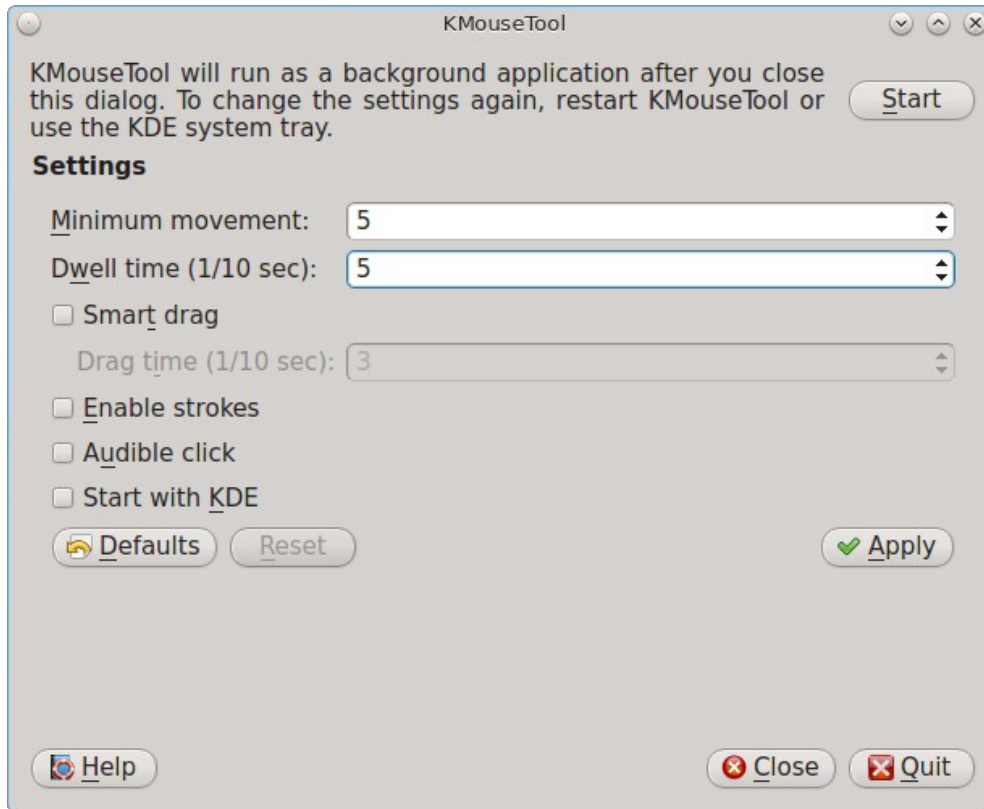 KMouseTool
KMouseTool will run as a background application after you close
this dialog. To change the settings again, restart KMouseTool or
use the KDE system tray.
Start
Settings
Minimum movement: 5
Dwell time (1/10 sec): 5
Smart drag
Drag time (1/10 sec): 3
Enable strokes
Audible click
Start with KDE
Defaults Reset Apply
Help Close Quit